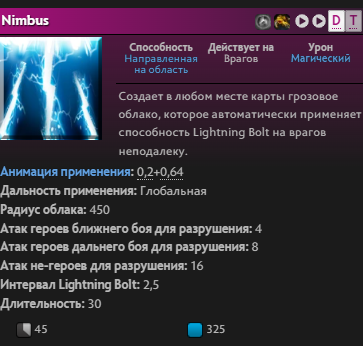 Nimbus D T
Способность Действует на Урон
Направленная на область Врагов Магический
Создает в любом месте карты грозовое
облако, которое автоматически применяет
способность Lightning Bolt на врагов
неподалеку.
Анимация применения: 0,2+0,64
Дальность применения: Глобальная
Радиус облака: 450
Атак героев ближнего боя для разрушения: 4
Атак героев дальнего боя для разрушения: 8
Атак не-героев для разрушения: 16
Интервал Lightning Bolt: 2,5
Длительность: 30
45 325